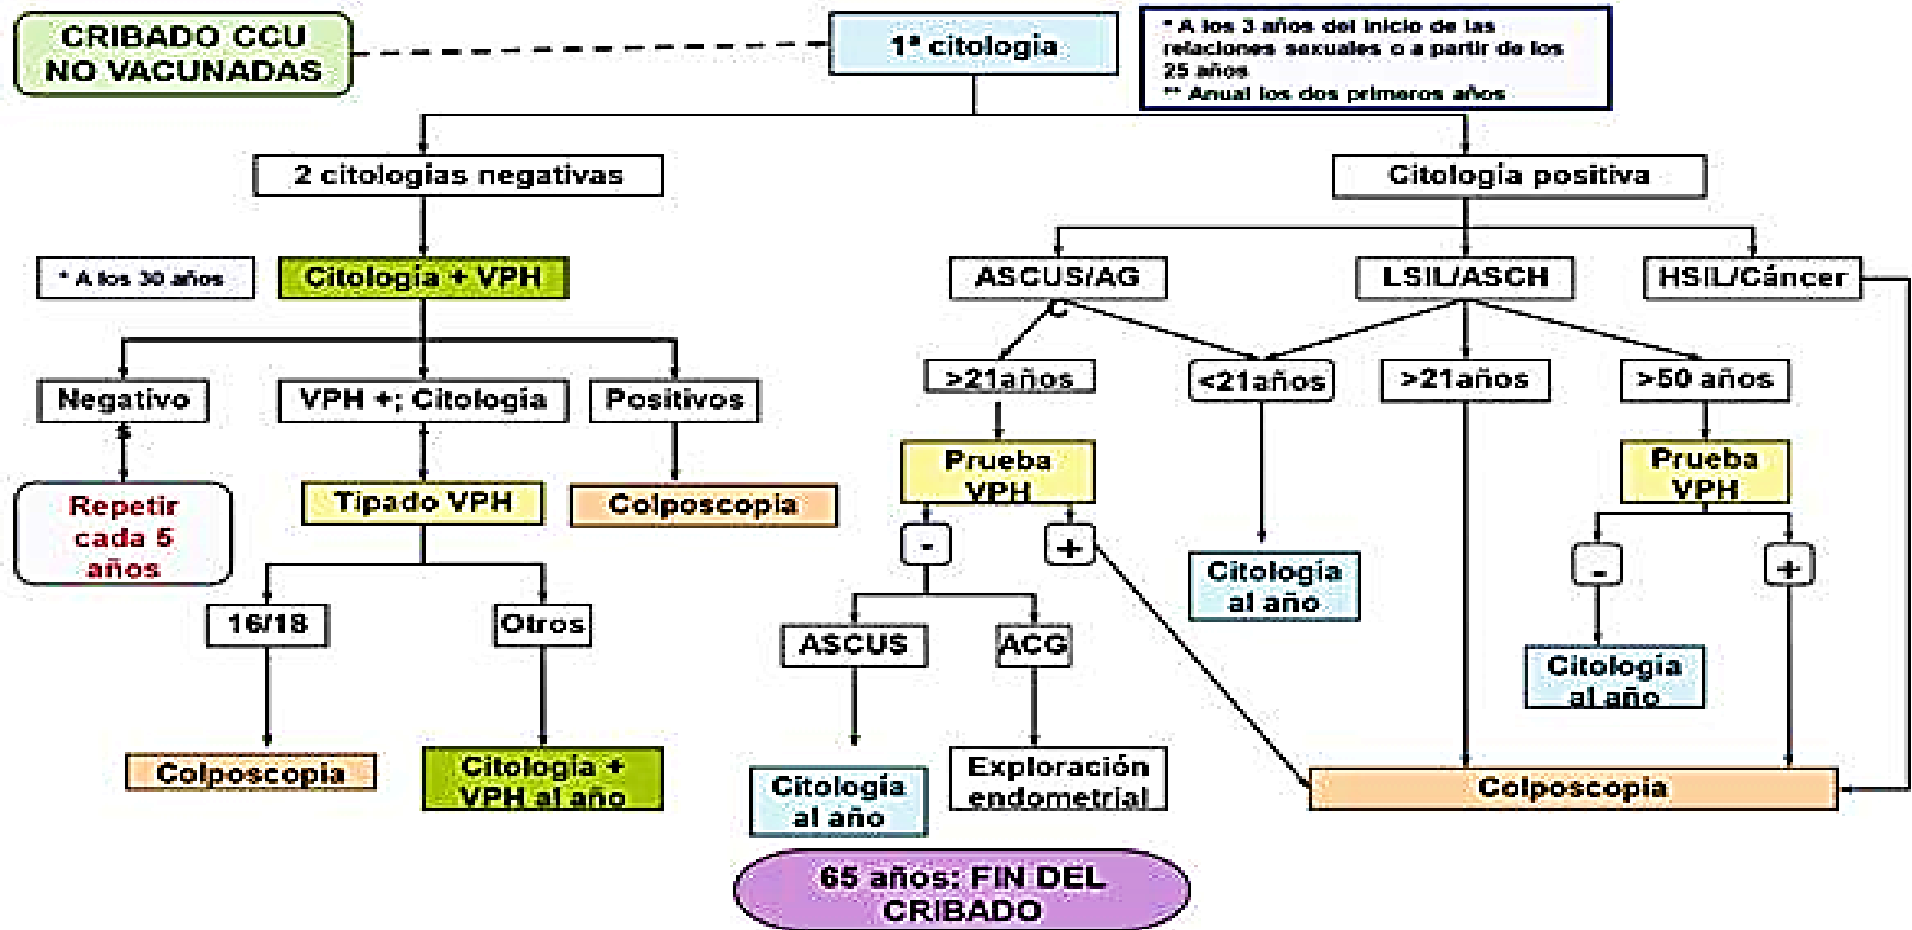 CRIBADO CCU
NO VACUNADAS
1ª citología
* A los 3 años del inicio de las
relaciones sexuales o a partir de los
25 años
** Anual los dos primeros años
2 citologías negativas
Citología positiva
* A los 30 años
Citología + VPH
ASCUS/AG
C
LSIL/ASCH
HSIL/Cáncer
Negativo
s
VPH +; Citología
Positivos
>21años
<21años
>21años
>50 años
Repetir
cada 5
años
Tipado VPH
Colposcopia
Prueba
VPH
Prueba
VPH
-
+
-
+
Citología
al año
16/18
Otros
ASCUS
ACG
Citología
al año
Colposcopia
Citología +
VPH al año
Citología
al año
Exploración
endometrial
Colposcopia
65 años: FIN DEL
CRIBADO